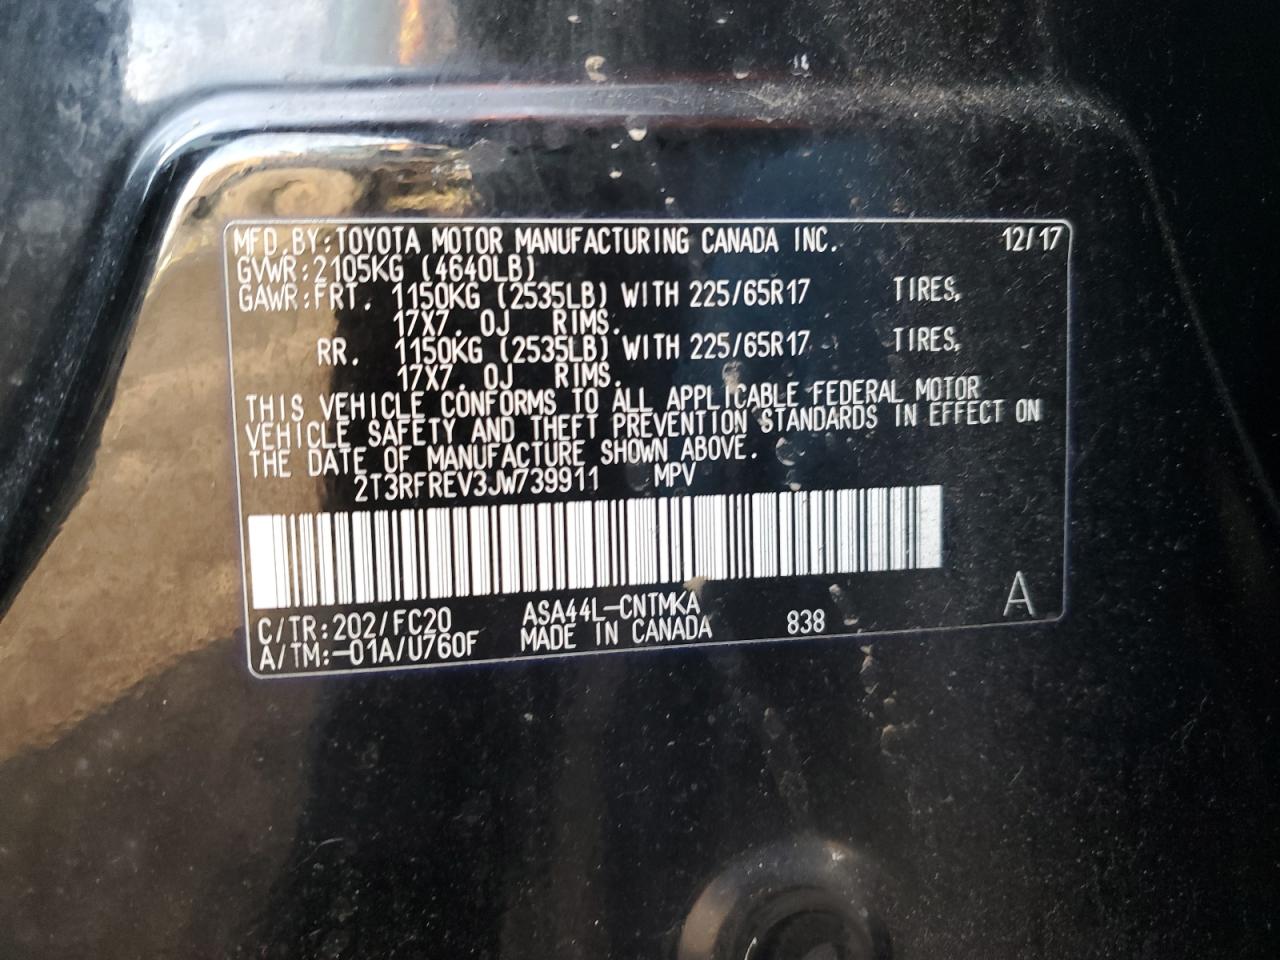 MFD.BY:TOYOTA MOTOR MANUFACTURING CANADA INC. 12/17
GVWR:2105KG (4640LB)
GAWR:FRT. 1150KG (2535LB) WITH 225/65R17 TIRES,
17X7.0J RIMS.
RR. 1150KG (2535LB) WITH 225/65R17 TIRES,
17X7.0J RIMS.
THIS VEHICLE CONFORMS TO ALL APPLICABLE FEDERAL MOTOR
VEHICLE SAFETY AND THEFT PREVENTION STANDARDS IN EFFECT ON
THE DATE OF MANUFACTURE SHOWN ABOVE.
2T3RFREV3JW739911 MPV
C/TR:202/FC20 ASA44L-CNTMKA
A/TM:-01A/U760F MADE IN CANADA 838 A